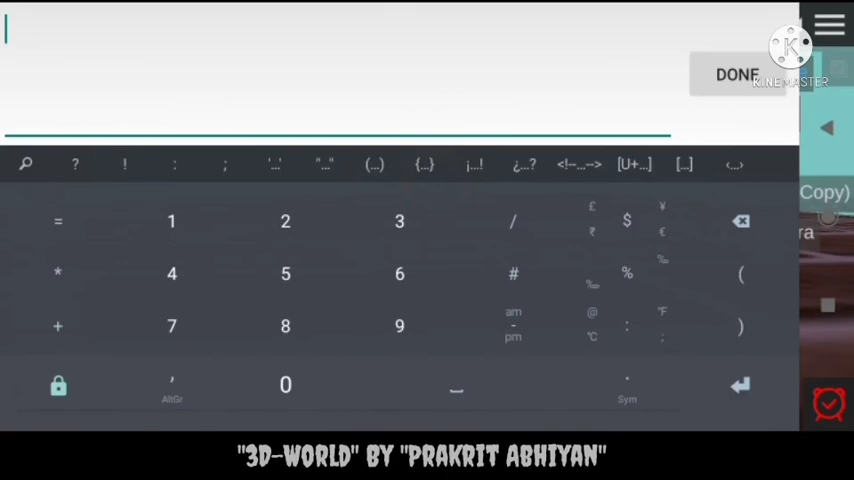 K
DONE
KINEMASTER
? ! : ; '...' "..." (...) {...} ¡...! ¿...? <!--...--> [U+...] [...] ‹...›
(Copy)
ra
= 1 2 3 / £ ₹ $ ¥ €
* 4 5 6 # ‰ % ‰ (
+ 7 8 9 am - pm @ °C : °F ; )
, AltGr 0 . Sym
"3D-WORLD" BY "PRAKRIT ABHIYAN"